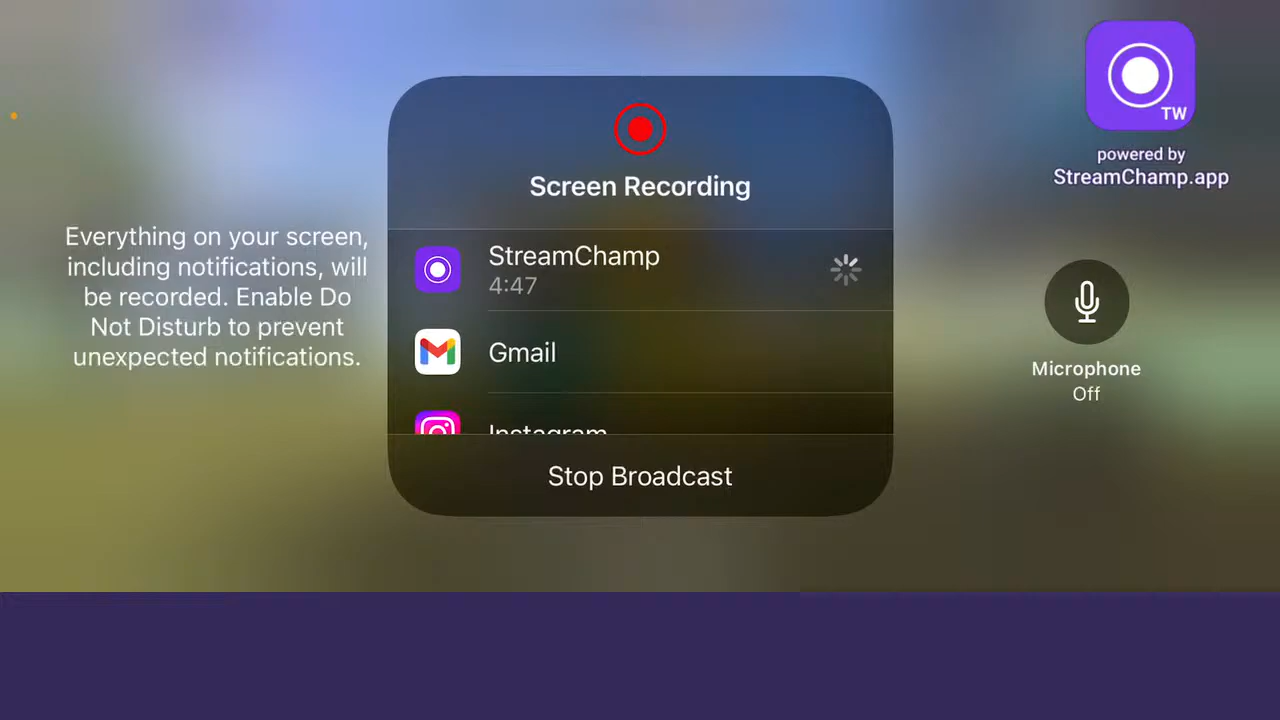 TW
powered by
StreamChamp.app
Screen Recording
Everything on your screen,
including notifications, will
be recorded. Enable Do
Not Disturb to prevent
unexpected notifications.
StreamChamp
4:47
Gmail
Instagram
Stop Broadcast
Microphone
Off